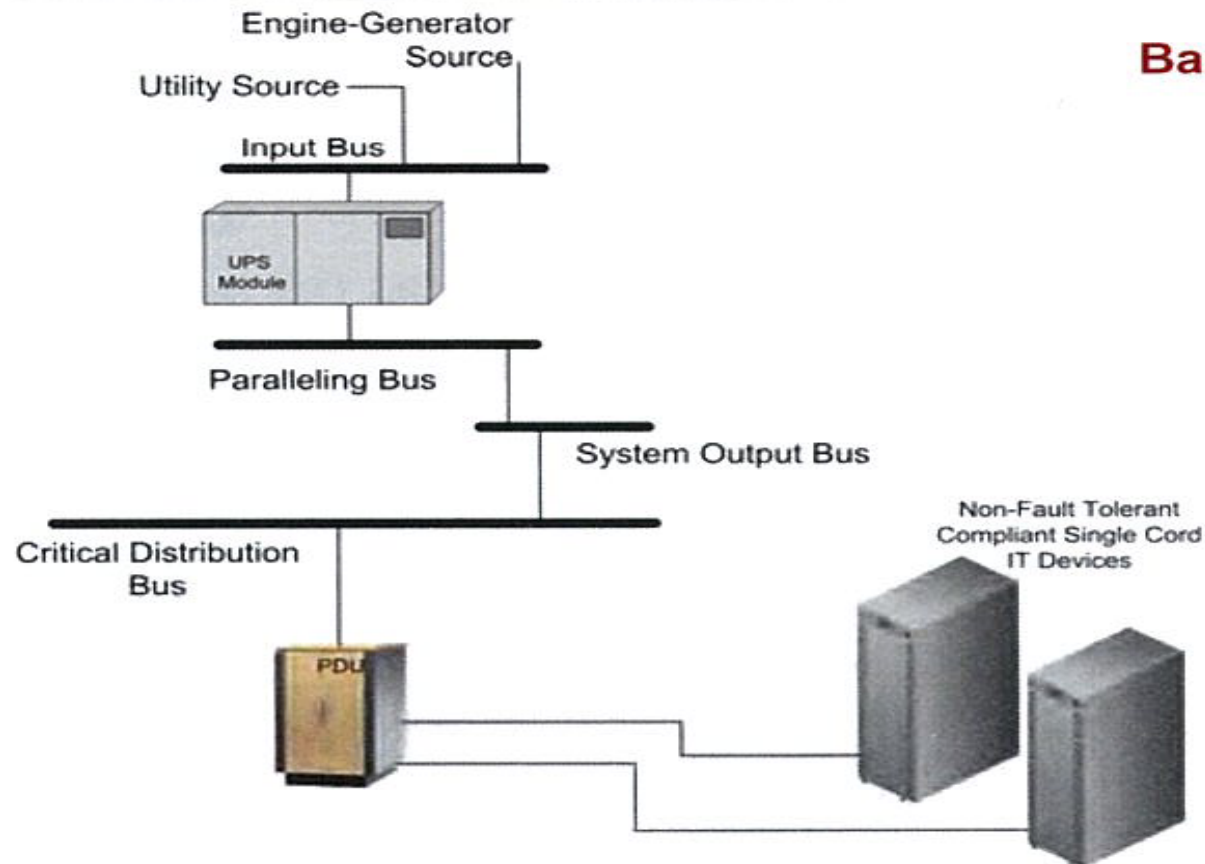 Engine-Generator
Source
Ba
Utility Source
Input Bus
UPS
Module
Paralleling Bus
System Output Bus
Non-Fault Tolerant
Compliant Single Cord
IT Devices
Critical Distribution
Bus
PDU